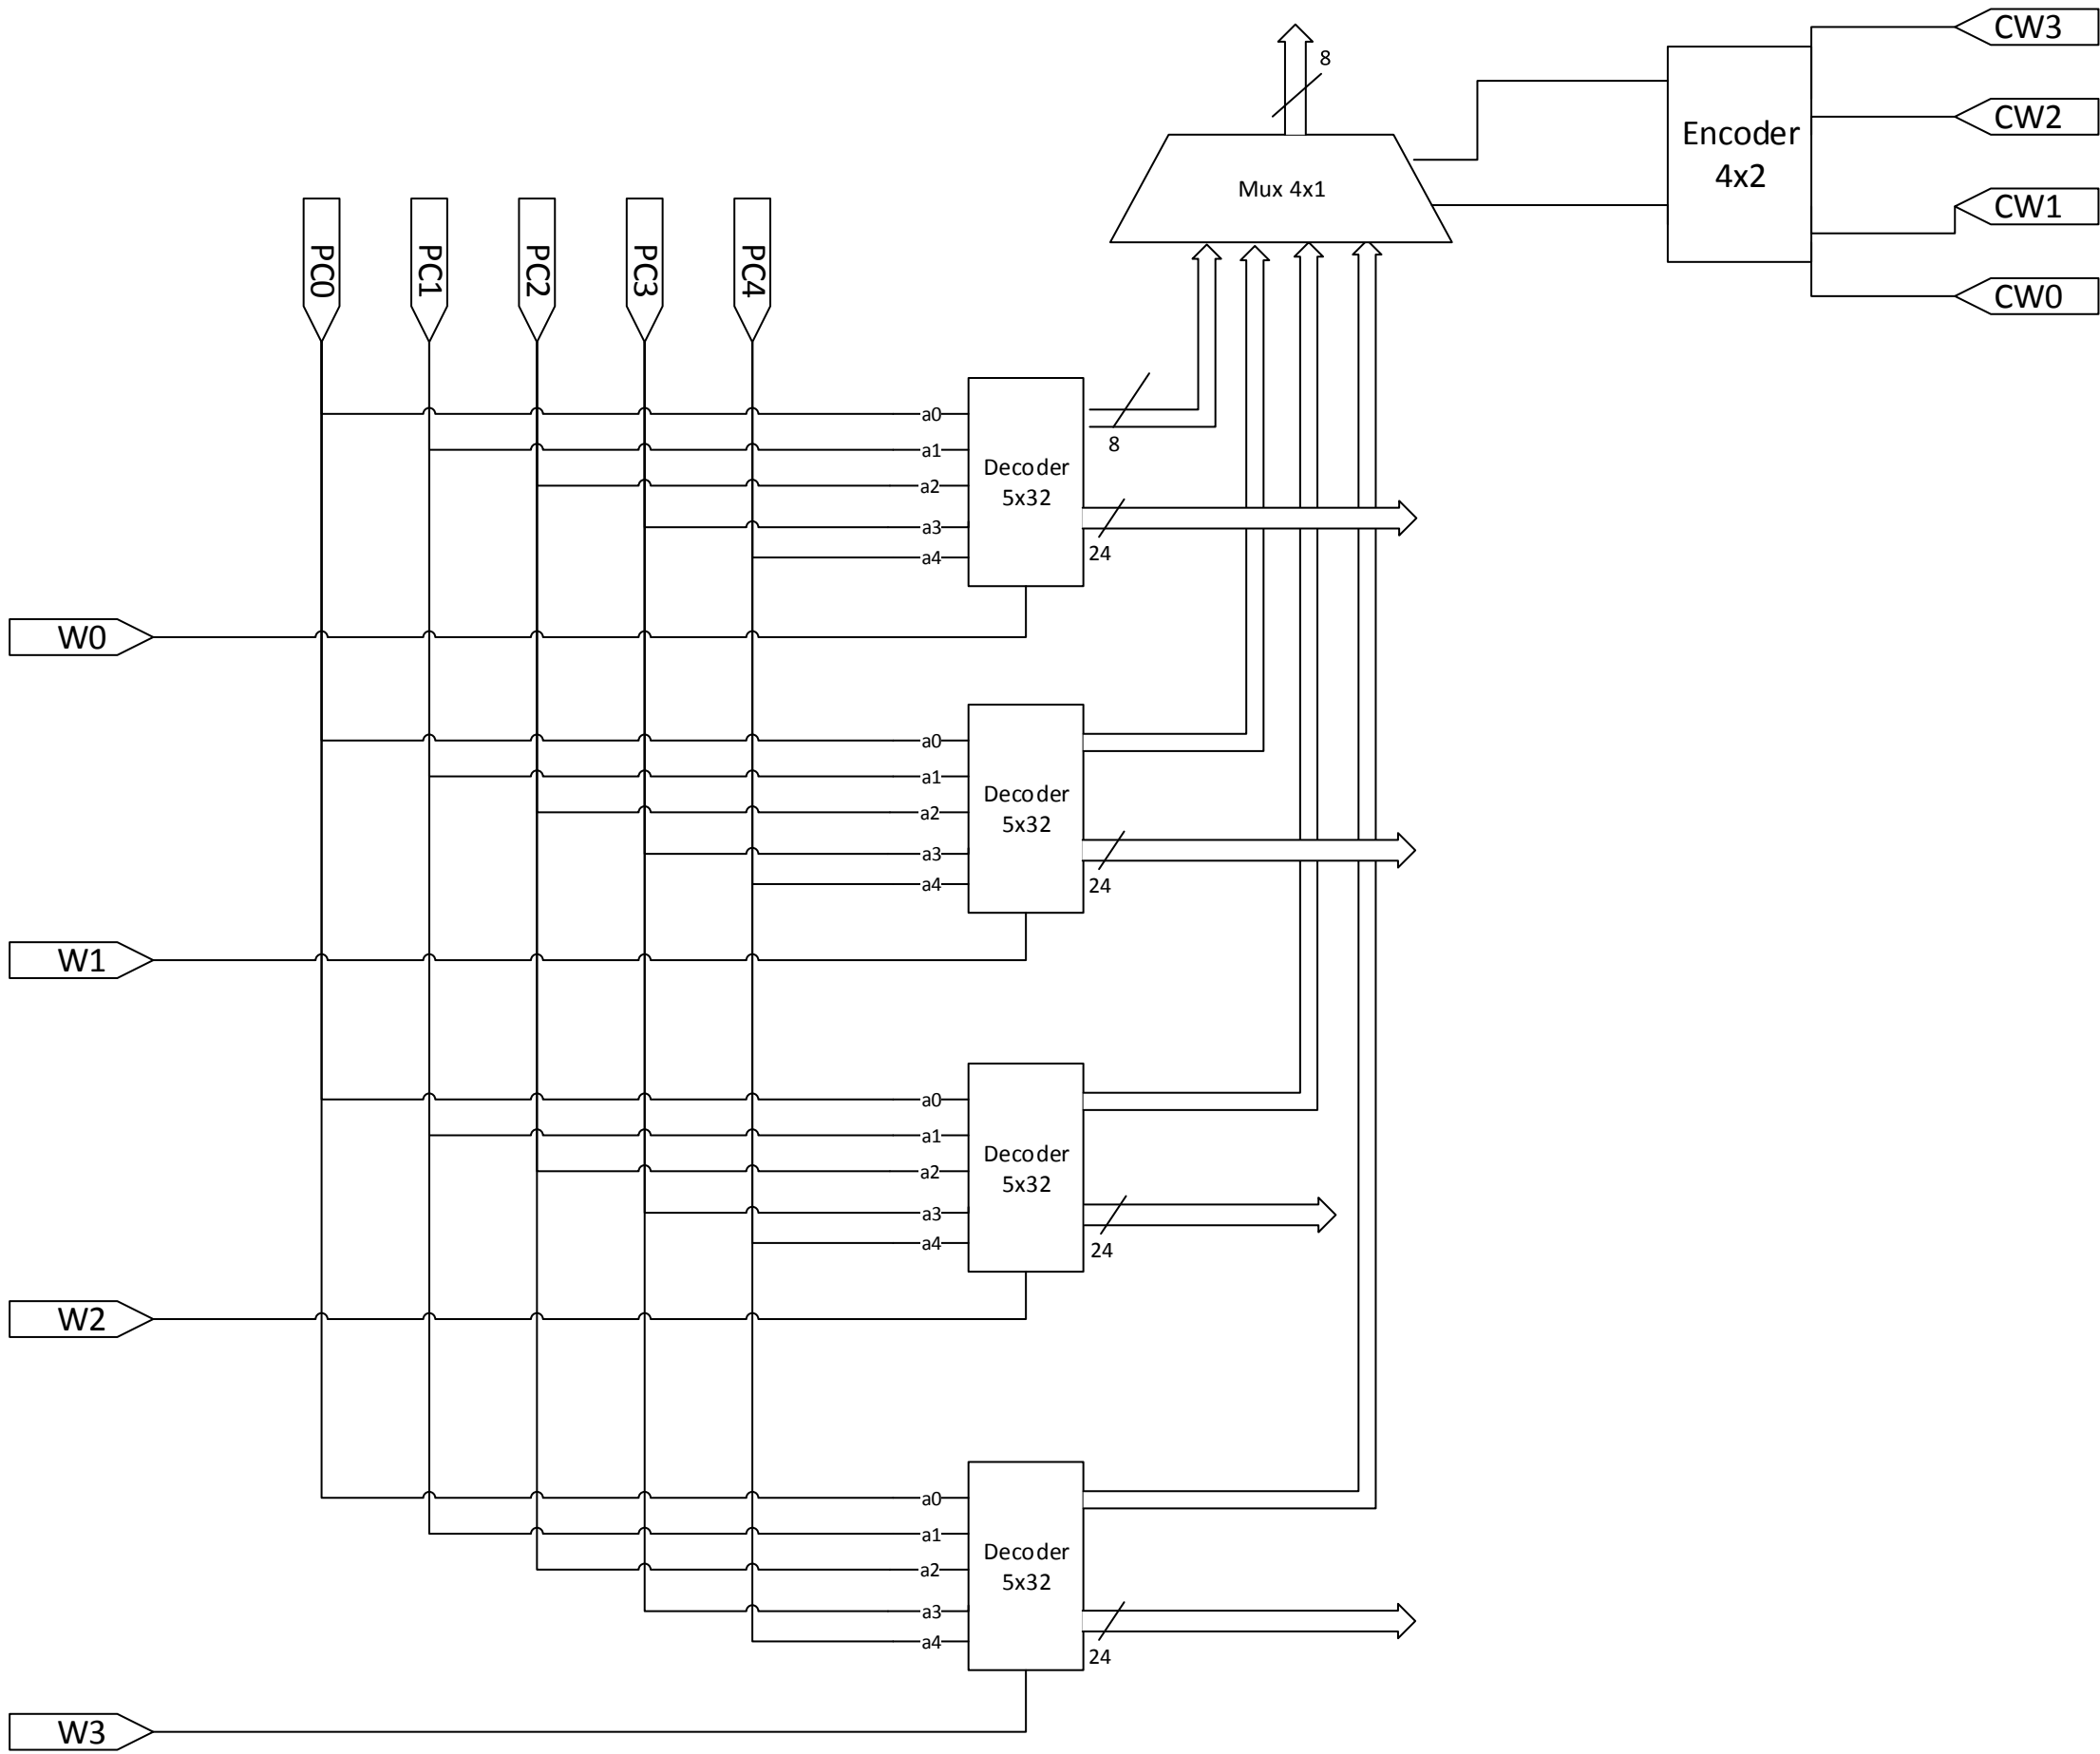 CW3
8
CW2
Encoder
4x2
Mux 4x1
CW1
PC0
PC1
PC2
PC3
PC4
CW0
a0
a1
8
Decoder
5x32
a2
a3
24
a4
W0
a0
a1
Decoder
5x32
a2
a3
a4
24
W1
a0
a1
Decoder
5x32
a2
a3
a4
24
W2
a0
a1
Decoder
5x32
a2
a3
a4
24
W3